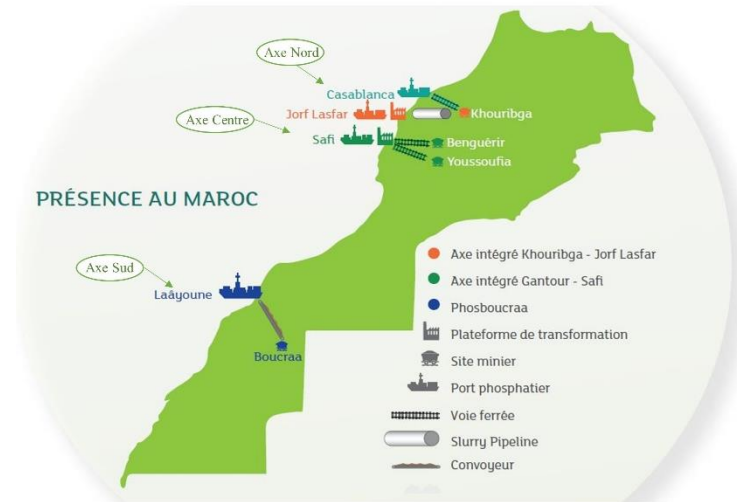 Axe Nord
Casablanca
Jorf Lasfar
Khouribga
Axe Centre
Safi
Benguérir
Youssoufia
PRÉSENCE AU MAROC
Axe Sud
Laâyoune
Boucraa
Axe intégré Khouribga - Jorf Lasfar
Axe intégré Gantour - Safi
Phosboucraa
Plateforme de transformation
Site minier
Port phosphatier
Voie ferrée
Slurry Pipeline
Convoyeur